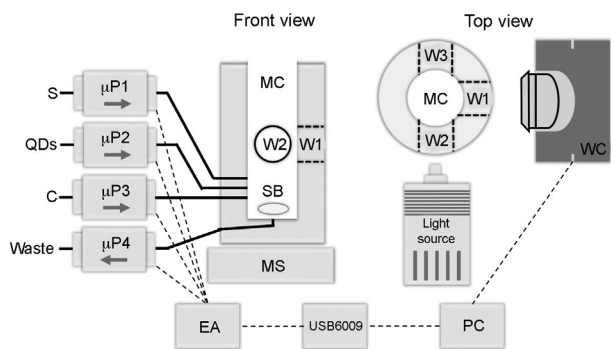 Front view
Top view
S
μP1
QDs
μP2
C
μP3
Waste
μP4
MC
W2
W1
SB
MS
W3
MC
W1
W2
WC
Light
source
EA
USB6009
PC